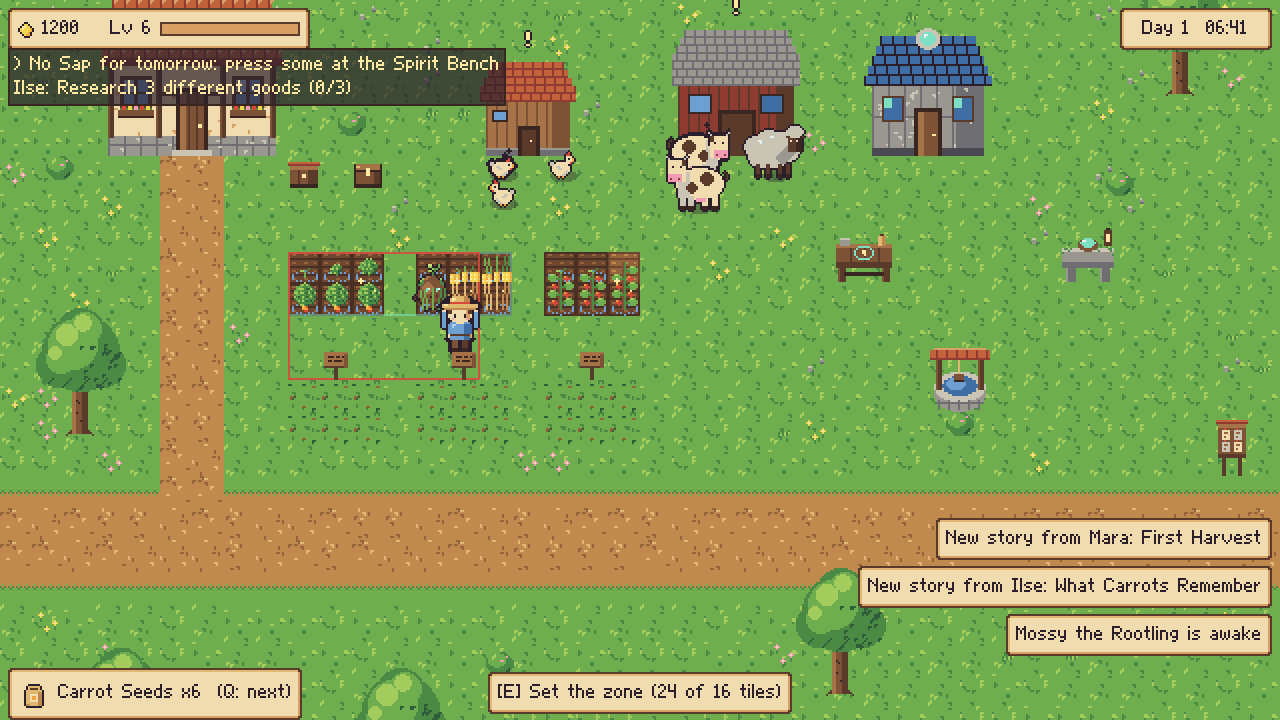 1200 Lv 6
Day 1 06:41
) No Sap for tomorrow: press some at the Spirit Bench
Ilse: Research 3 different goods (0/3)
New story from Mara: First Harvest
New story from Ilse: What Carrots Remember
Mossy the Rootling is awake
Carrot Seeds x6 (Q: next)
[E] Set the zone (24 of 16 tiles)